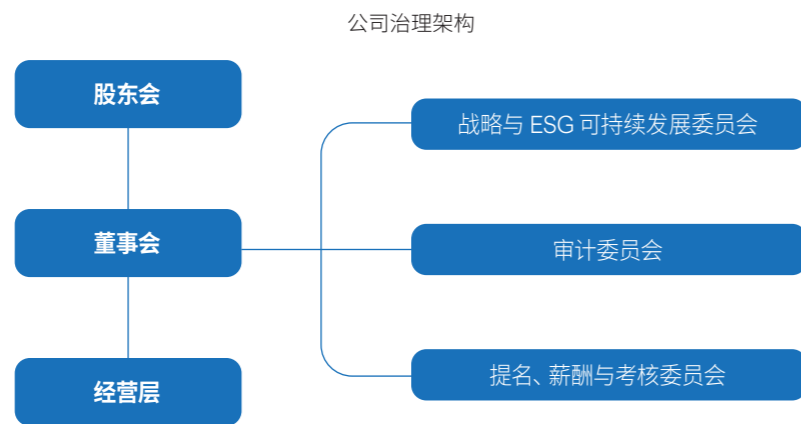 公司治理架构
股东会
战略与 ESG 可持续发展委员会
董事会
审计委员会
提名、薪酬与考核委员会
经营层